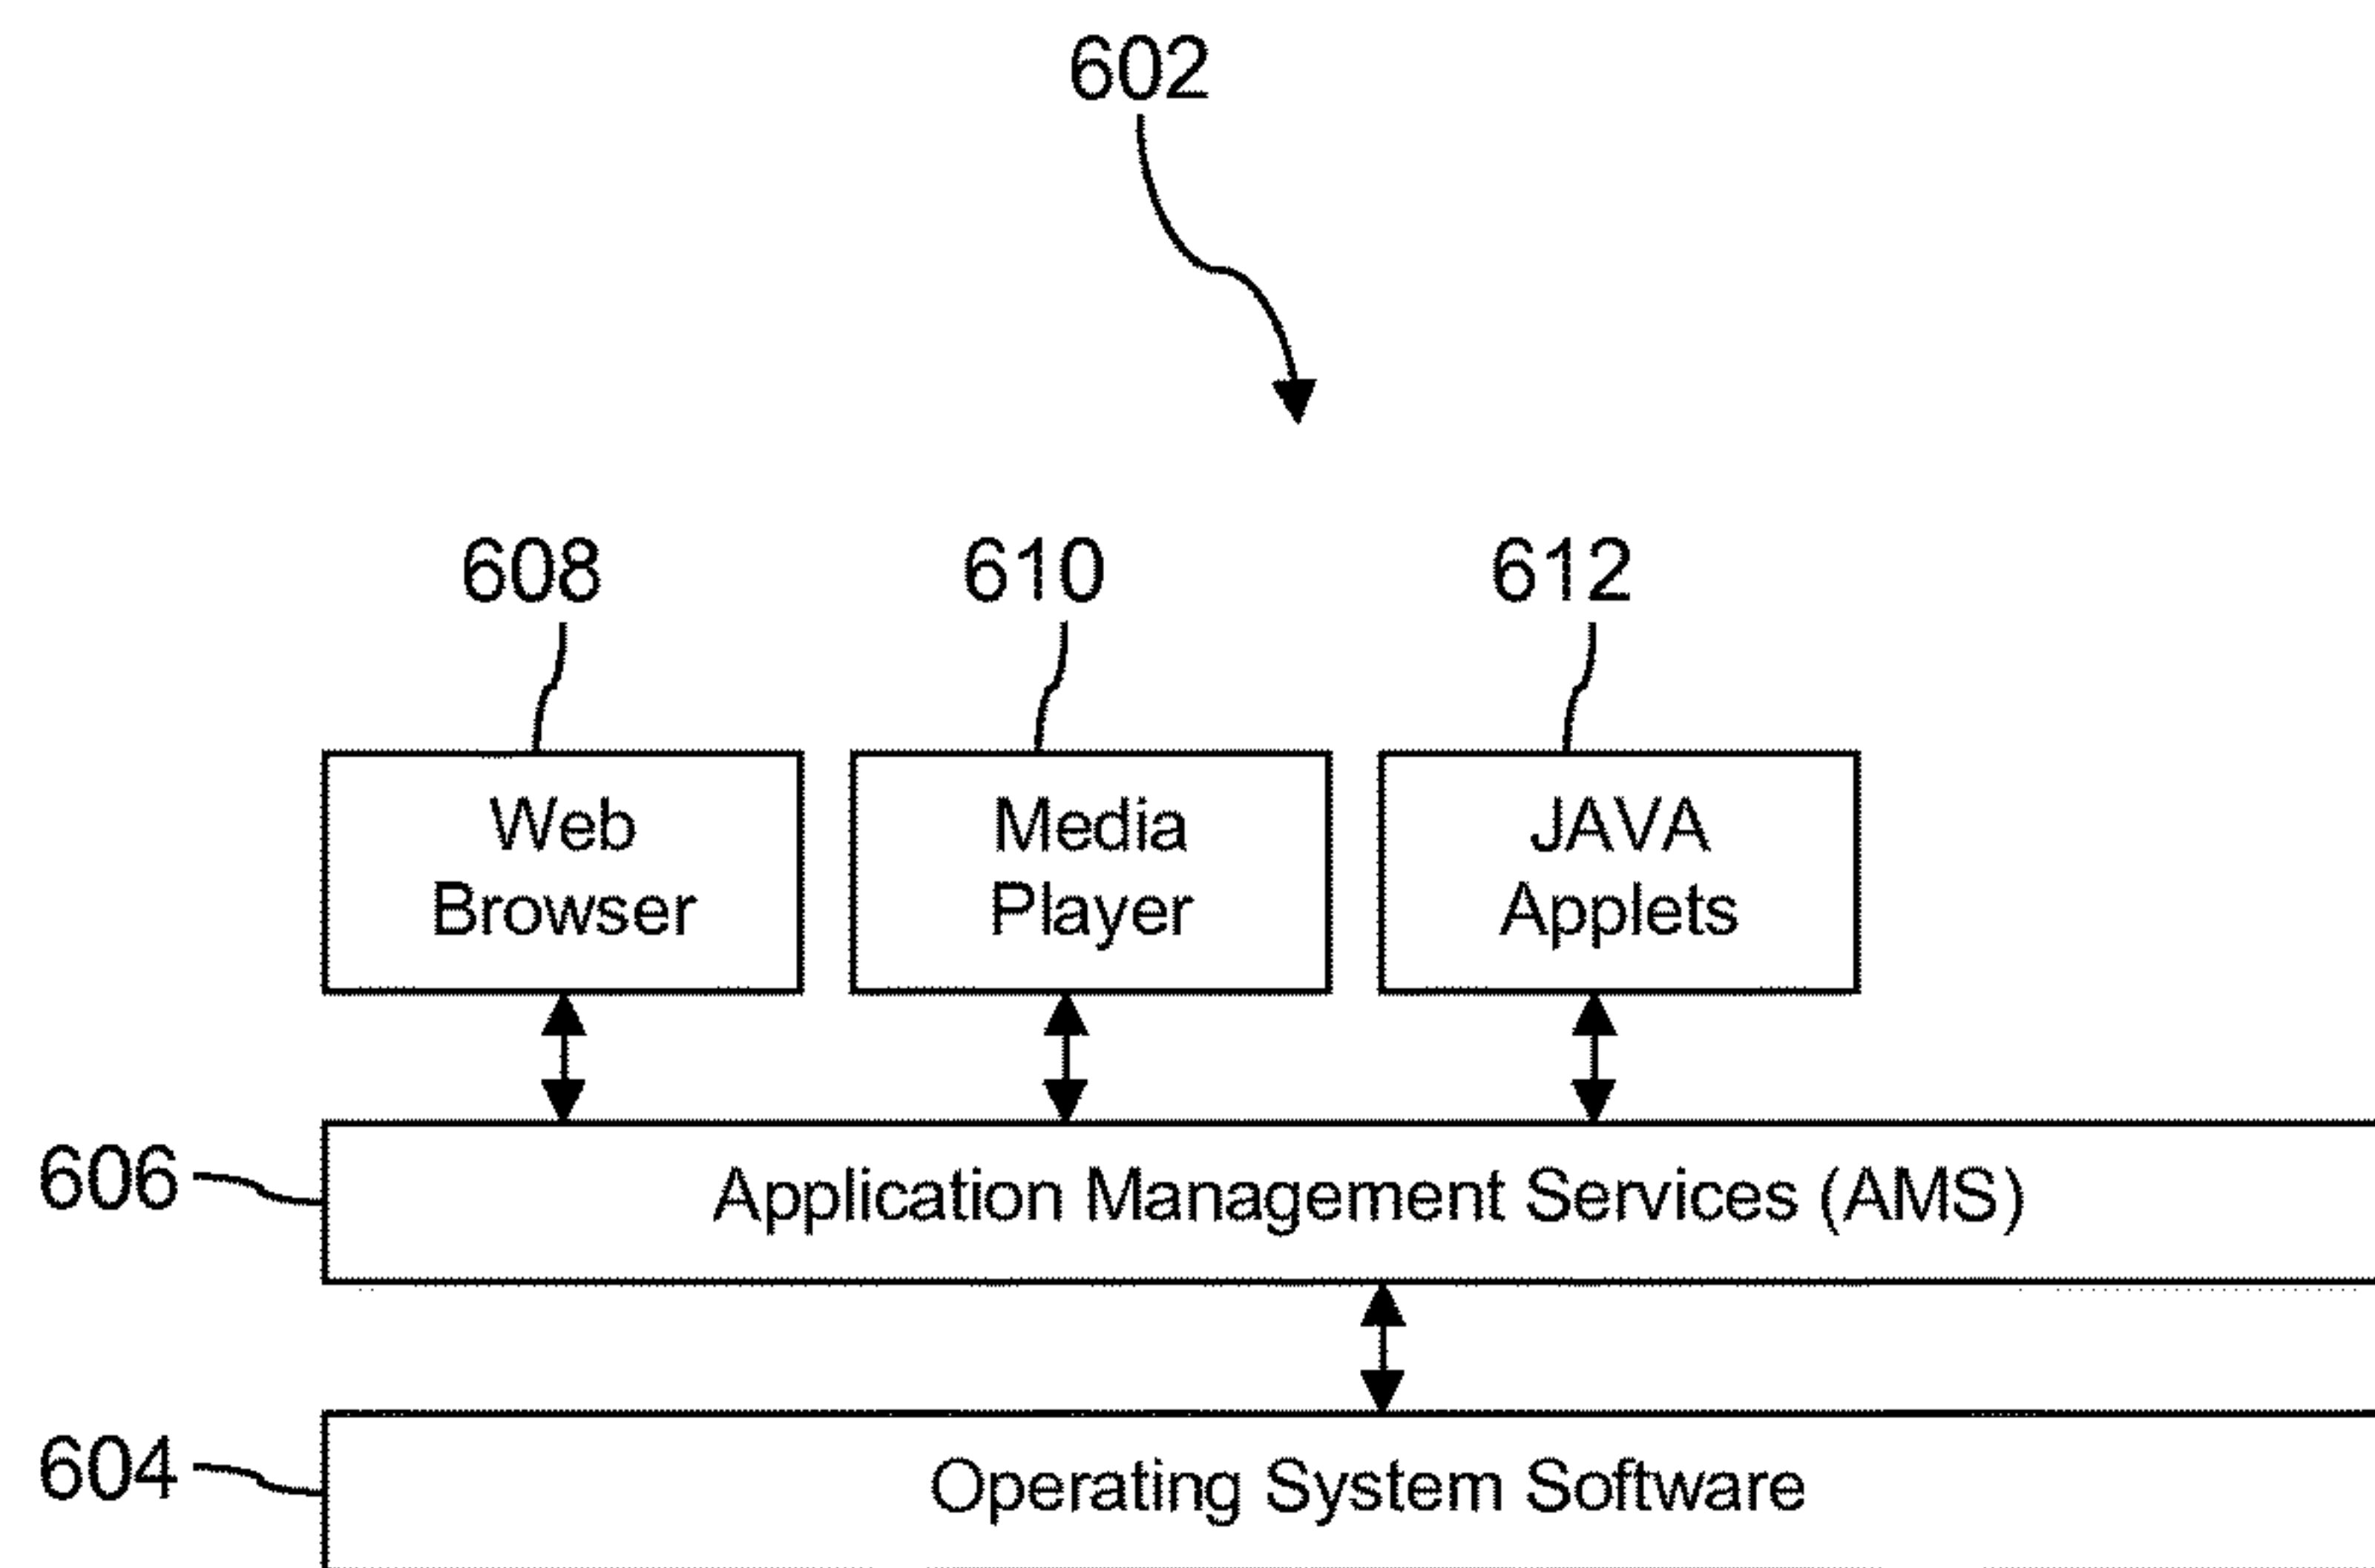 602
608 610 612
Web Browser
Media Player
JAVA Applets
606 Application Management Services (AMS)
604 Operating System Software